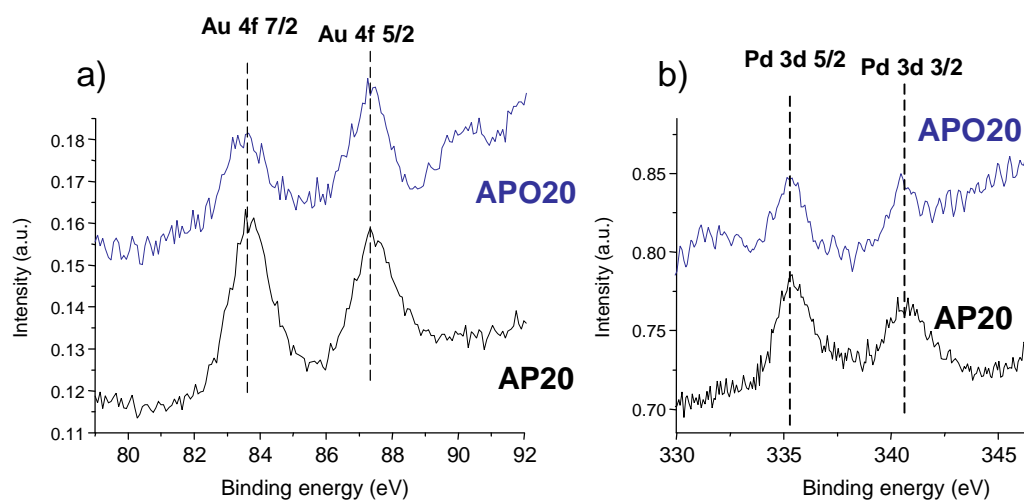 Au 4f 7/2
Au 4f 5/2
a)
0.18
0.17
0.16
0.15
0.14
0.13
0.12
0.11
Intensity (a.u.)
APO20
AP20
80 82 84 86 88 90 92
Binding energy (eV)
Pd 3d 5/2
Pd 3d 3/2
b)
0.85
0.80
0.75
0.70
Intensity (a.u.)
APO20
AP20
330 335 340 345
Binding energy (eV)